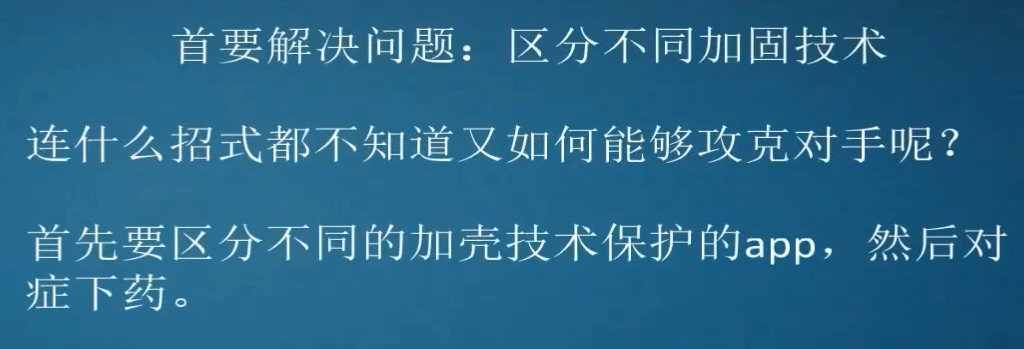 首要解决问题：区分不同加固技术
连什么招式都不知道又如何能够攻克对手呢？
首先要区分不同的加壳技术保护的app，然后对
症下药。